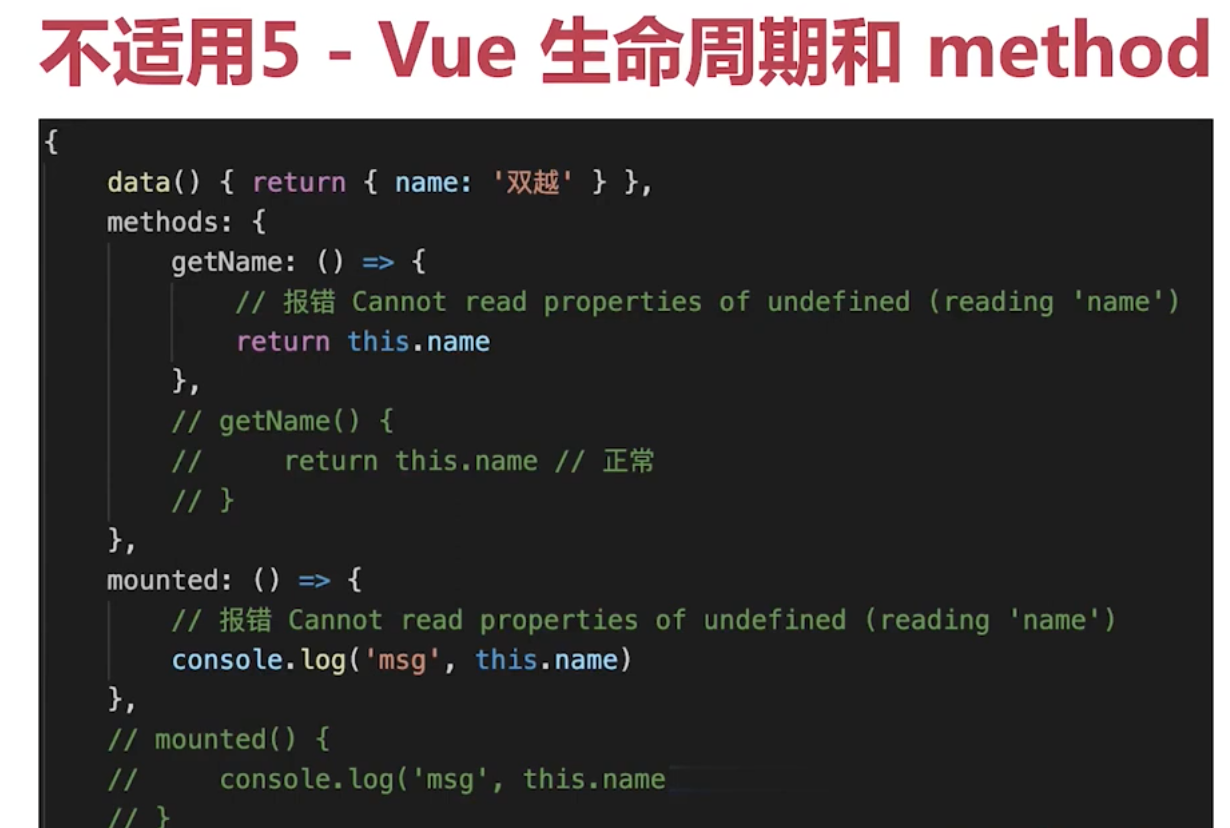 不适用5 - Vue 生命周期和 method
{
    data() { return { name: '双越' } },
    methods: {
        getName: () => {
            // 报错 Cannot read properties of undefined (reading 'name')
            return this.name
        },
        // getName() {
        //     return this.name // 正常
        // }
    },
    mounted: () => {
        // 报错 Cannot read properties of undefined (reading 'name')
        console.log('msg', this.name)
    },
    // mounted() {
    //     console.log('msg', this.name
    // }